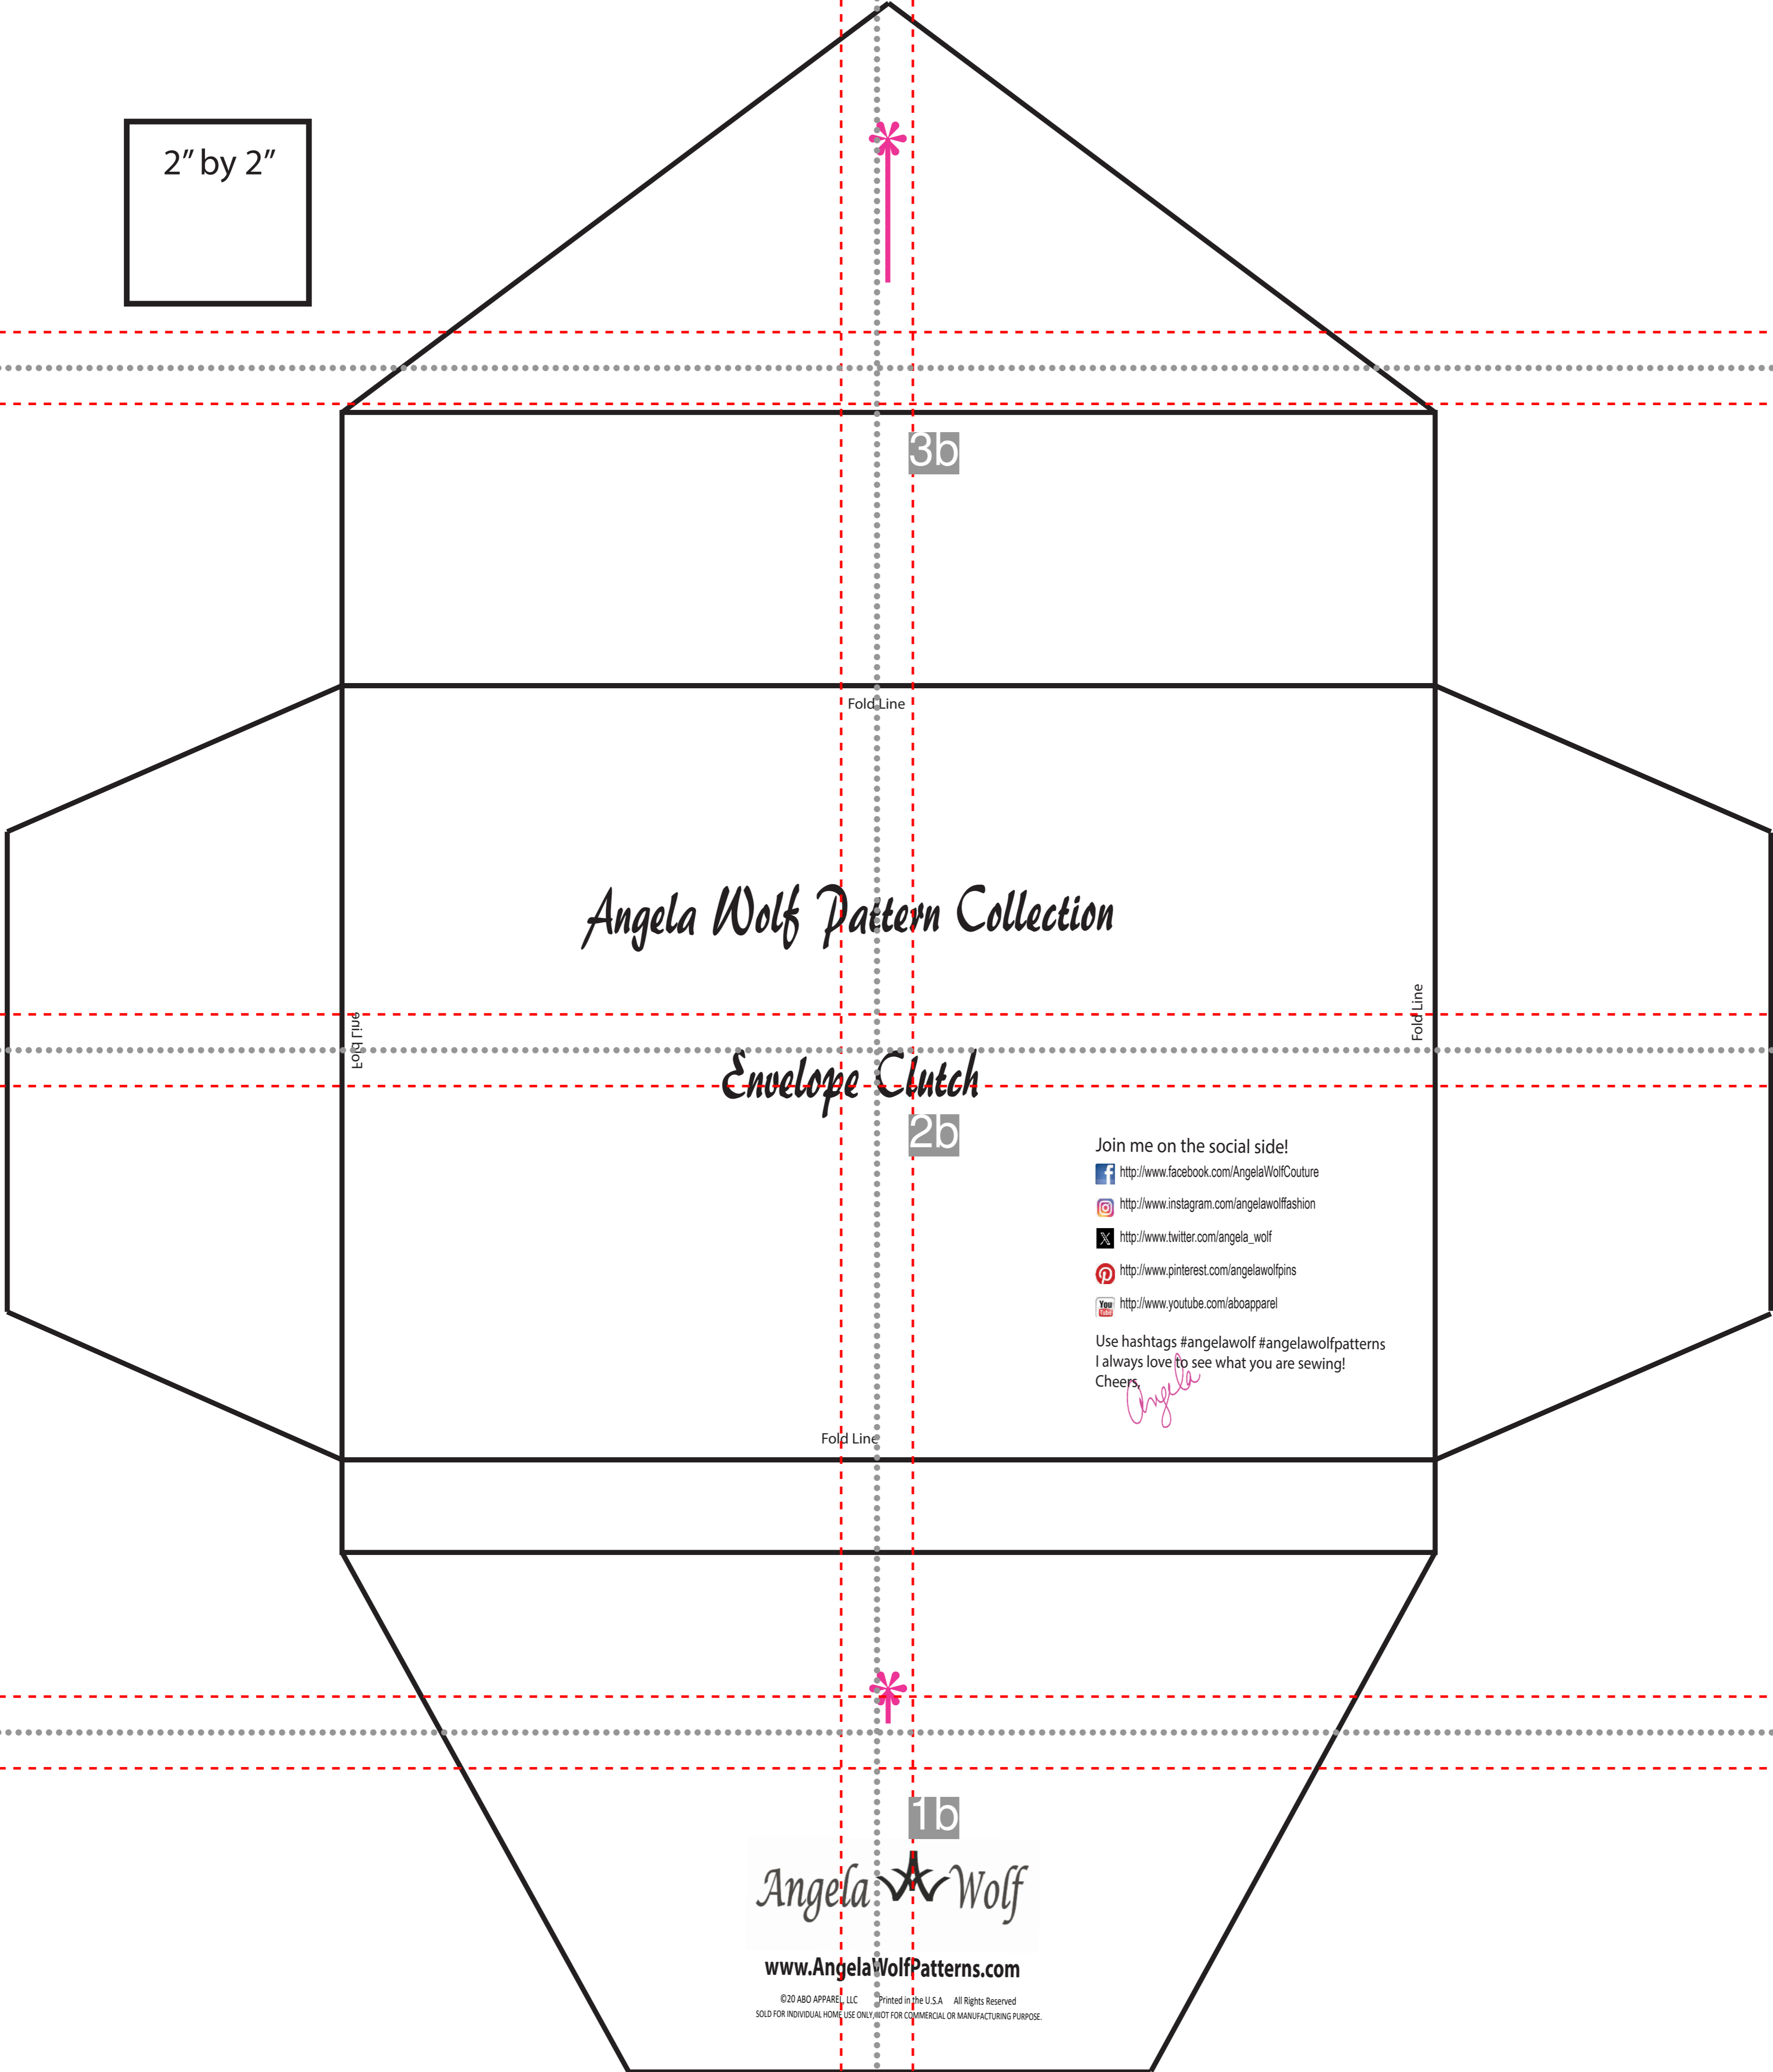 2” by 2”
3b
Fold Line
Angela Wolf Pattern Collection
Fold Line
Fold Line
Envelope Clutch
2b
Join me on the social side!
http://www.facebook.com/AngelaWolfCouture
http://www.instagram.com/angelawolffashion
http://www.twitter.com/angela_wolf
http://www.pinterest.com/angelawolfpins
You Tube http://www.youtube.com/aboapparel
Use hashtags #angelawolf #angelawolfpatterns
I always love to see what you are sewing!
Cheers,
Angela
Fold Line
1b
Angela Wolf
www.AngelaWolfPatterns.com
©20 ABO APPAREL, LLC Printed in the U.S.A All Rights Reserved
SOLD FOR INDIVIDUAL HOME USE ONLY, NOT FOR COMMERCIAL OR MANUFACTURING PURPOSE.